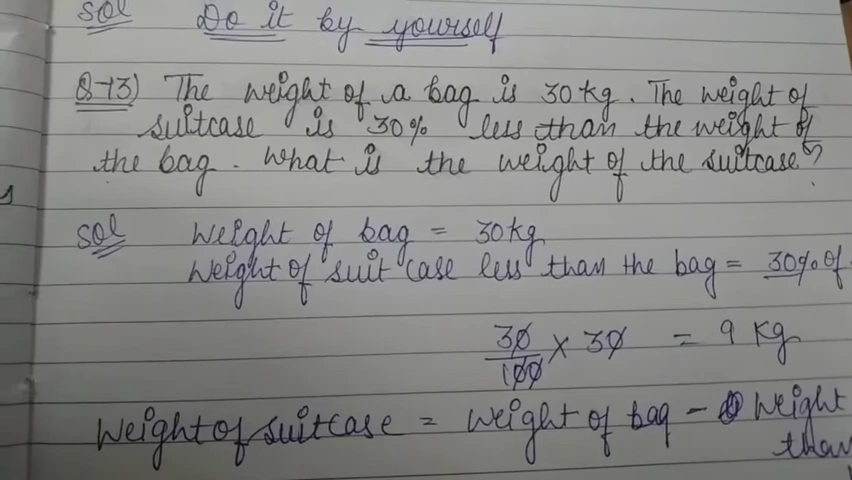 Sol Do it by yourself
Q-13) The weight of a bag is 30 kg. The weight of
suitcase is 30% less than the weight of
the bag. What is the weight of the suitcase?
Sol Weight of bag = 30 kg
Weight of suit case less than the bag = 30% of
30/100 × 30 = 9 kg
Weight of suitcase = Weight of bag - Weight
than